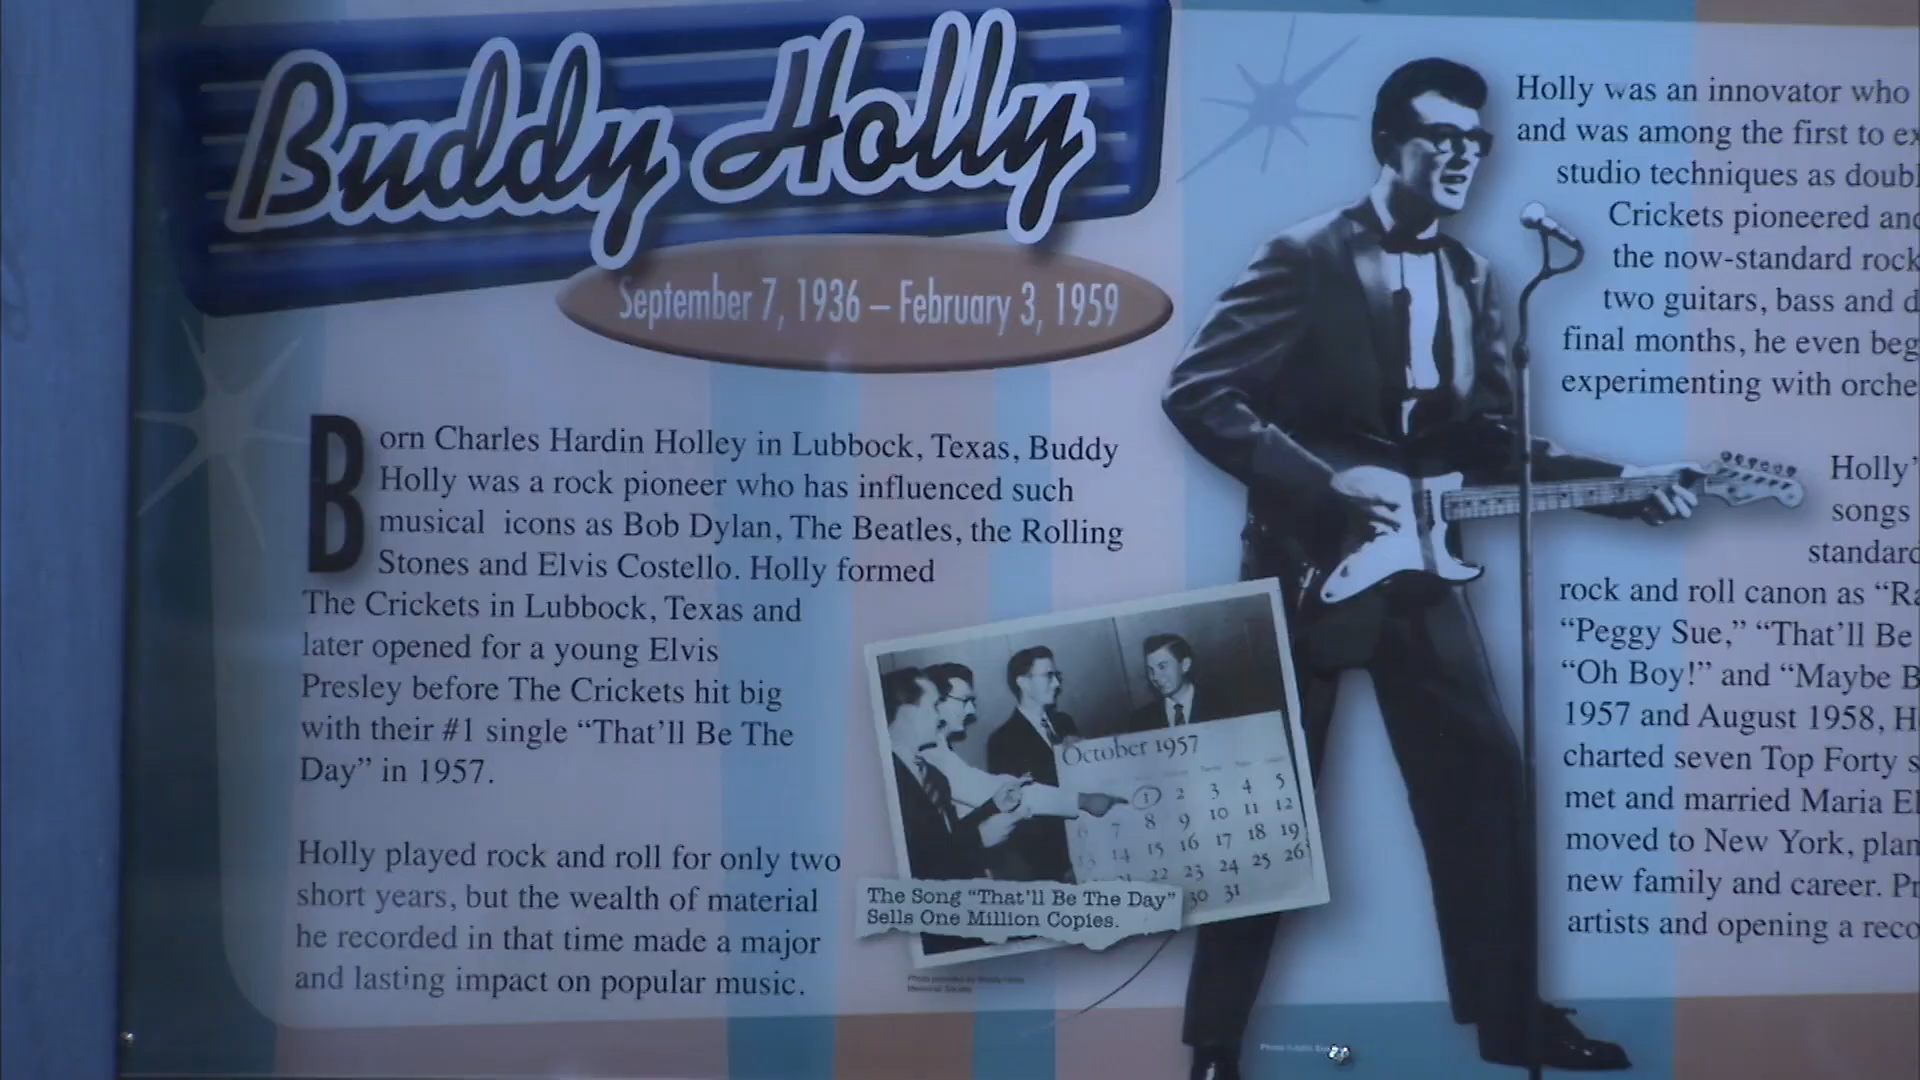 Buddy Holly
September 7, 1936 – February 3, 1959
Born Charles Hardin Holley in Lubbock, Texas, Buddy
Holly was a rock pioneer who has influenced such
musical icons as Bob Dylan, The Beatles, the Rolling
Stones and Elvis Costello. Holly formed
The Crickets in Lubbock, Texas and
later opened for a young Elvis
Presley before The Crickets hit big
with their #1 single “That’ll Be The
Day” in 1957.
Holly played rock and roll for only two
short years, but the wealth of material
he recorded in that time made a major
and lasting impact on popular music.
October 1957
1 2 3 4 5
6 7 8 9 10 11 12
13 14 15 16 17 18 19
21 22 23 24 25 26
30 31
The Song “That’ll Be The Day”
Sells One Million Copies.
Holly was an innovator who
and was among the first to
studio techniques as
Crickets pioneered
the now-standard rock
two guitars, bass and
final months, he even
experimenting with
Holly’
songs
standard
rock and roll canon as
“Peggy Sue,” “That’ll Be
“Oh Boy!” and “Maybe
1957 and August 1958,
charted seven Top Forty
met and married Maria
moved to New York,
new family and career.
artists and opening a